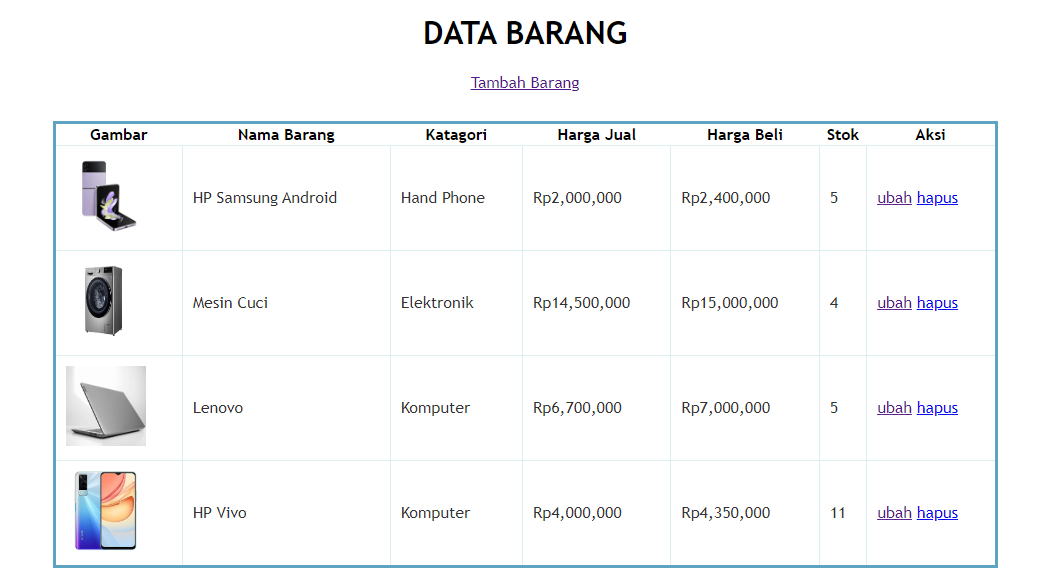 DATA BARANG
Tambah Barang
Gambar Nama Barang Katagori Harga Jual Harga Beli Stok Aksi
HP Samsung Android Hand Phone Rp2,000,000 Rp2,400,000 5 ubah hapus
Mesin Cuci Elektronik Rp14,500,000 Rp15,000,000 4 ubah hapus
Lenovo Komputer Rp6,700,000 Rp7,000,000 5 ubah hapus
HP Vivo Komputer Rp4,000,000 Rp4,350,000 11 ubah hapus